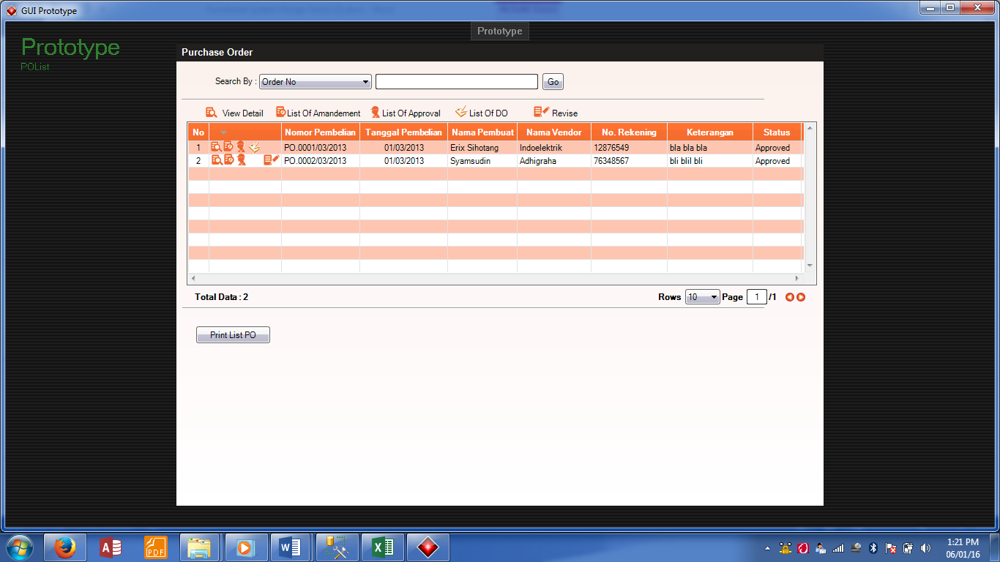 GUI Prototype
Prototype
Prototype
POList
Purchase Order
Search By : Order No Go
View Detail List Of Amandement List Of Approval List Of DO Revise
No Nomor Pembelian Tanggal Pembelian Nama Pembuat Nama Vendor No. Rekening Keterangan Status
1 PO.0001/03/2013 01/03/2013 Erix Sihotang Indoelektrik 12876549 bla bla bla Approved
2 PO.0002/03/2013 01/03/2013 Syamsudin Adhigraha 76348567 bli blil bli Approved
Total Data : 2 Rows 10 Page 1 /1
Print List PO
PDF
1:21 PM
06/01/16